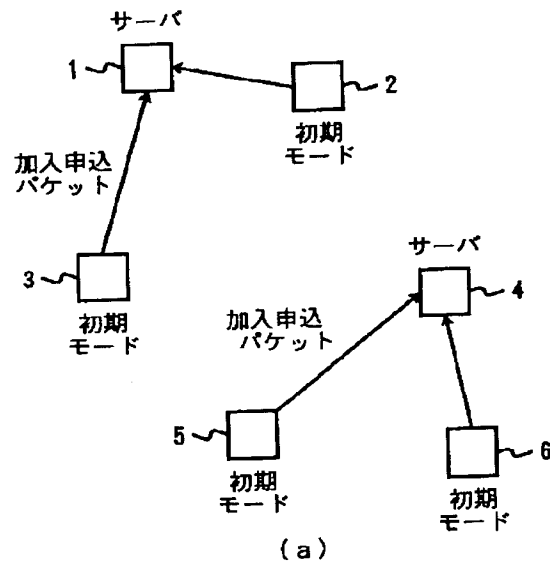 サーバ
1
2
初期
モード
加入申込
パケット
3
初期
モード
サーバ
4
加入申込
パケット
5
初期
モード
6
初期
モード
(a)